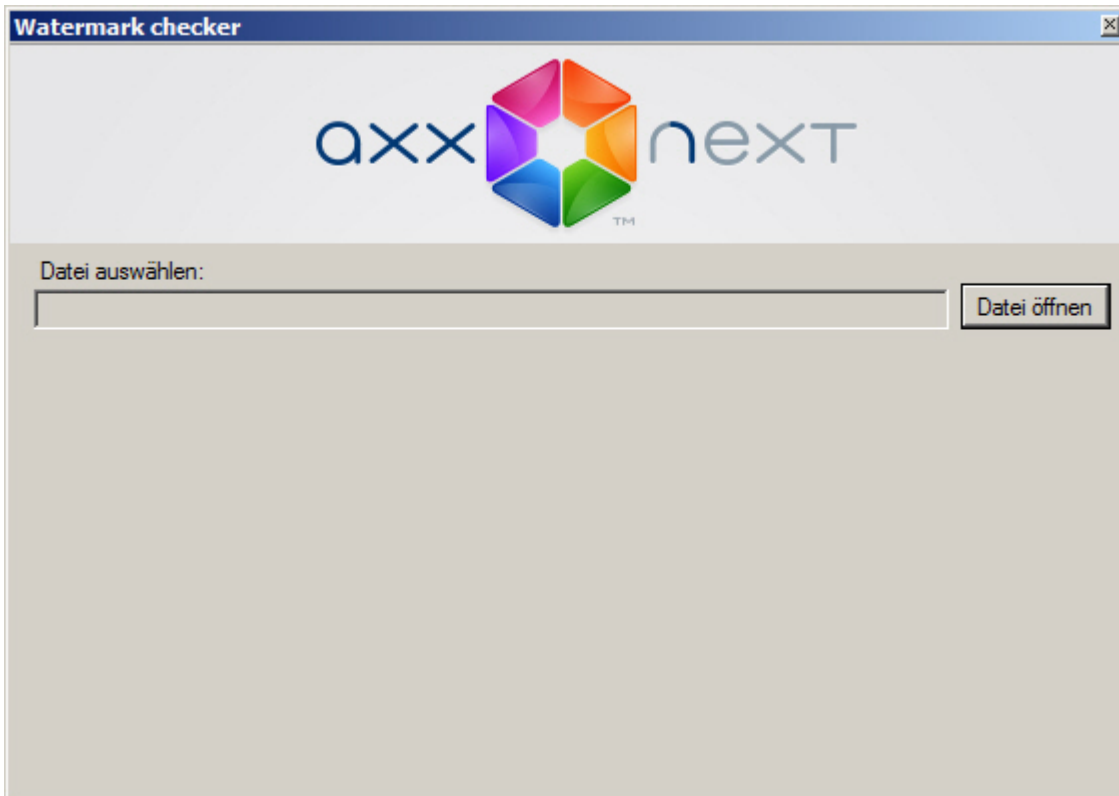 Watermark checker
axx next
TM
Datei auswählen:
Datei öffnen